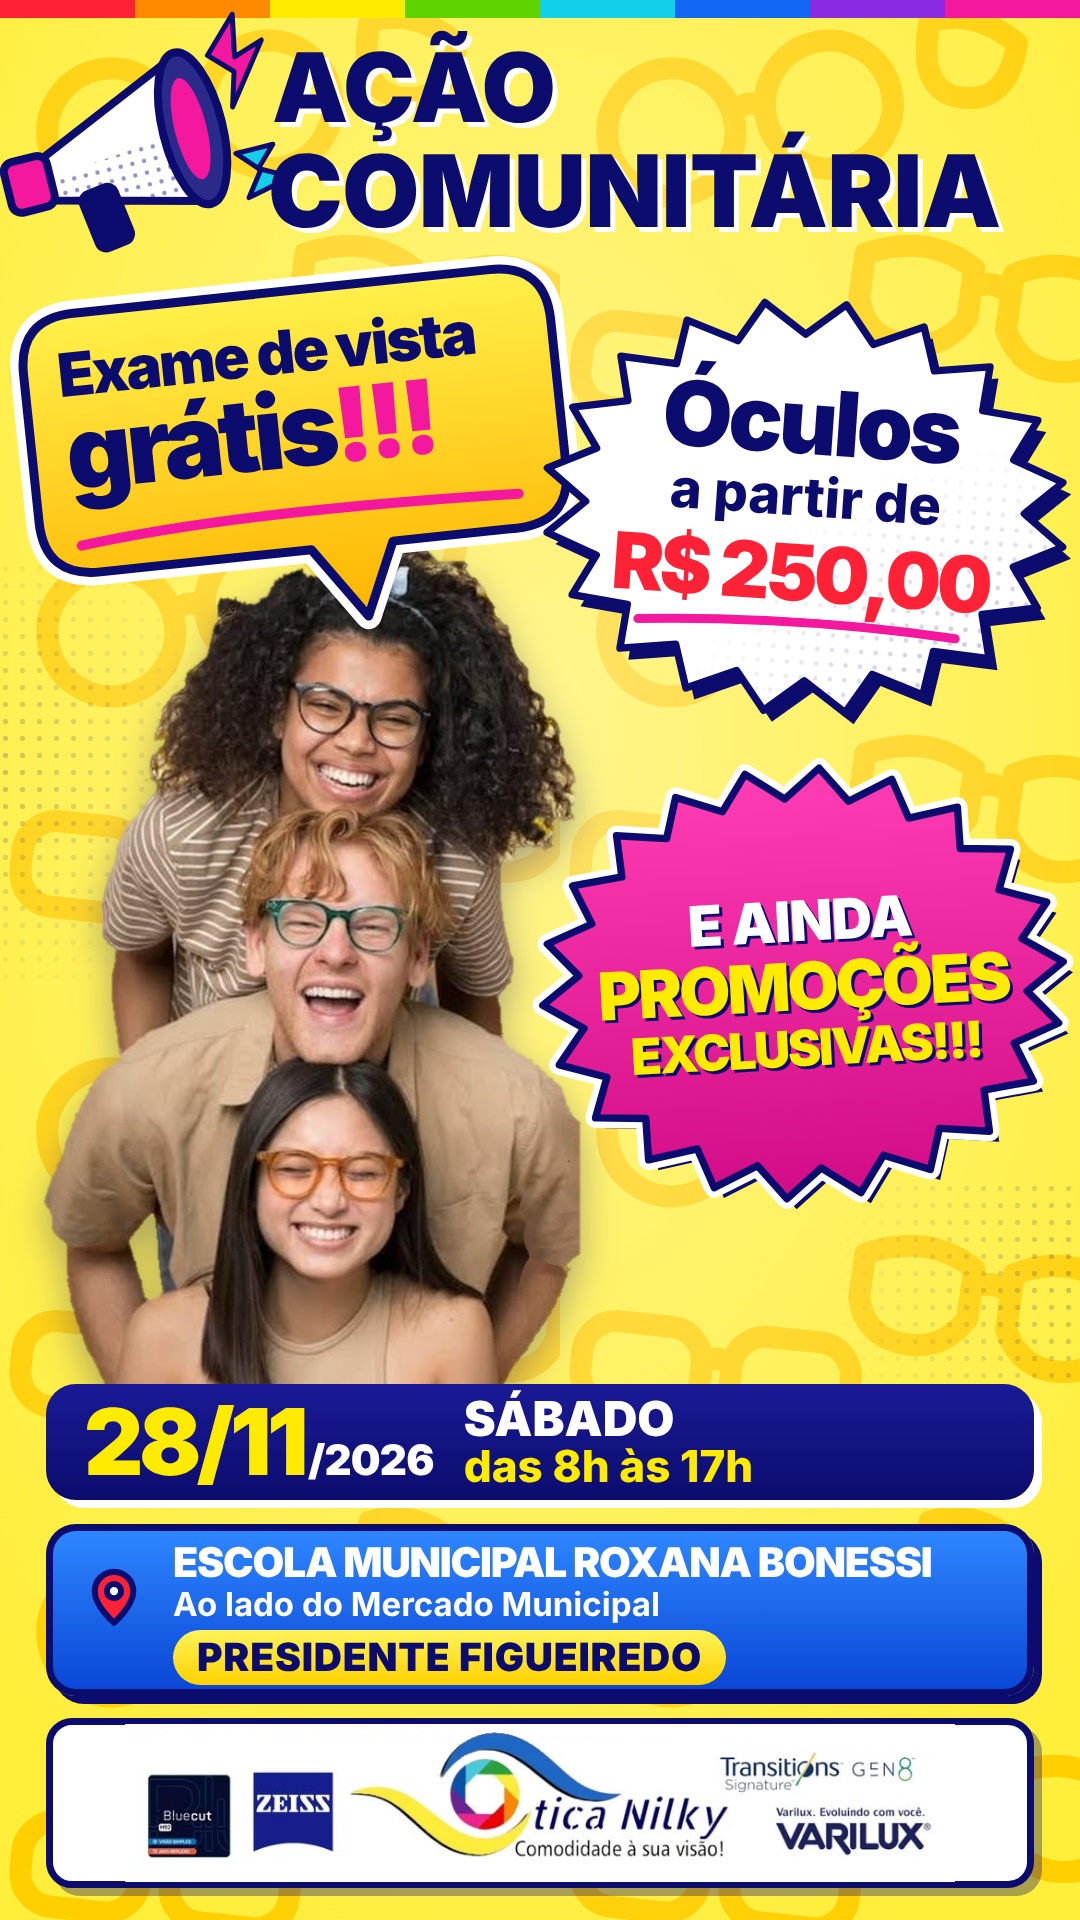 AÇÃO
COMUNITÁRIA
Exame de vista
grátis!!!
Óculos
a partir de
R$ 250,00
E AINDA
PROMOÇÕES
EXCLUSIVAS!!!
28/11/2026
SÁBADO
das 8h às 17h
ESCOLA MUNICIPAL ROXANA BONESSI
Ao lado do Mercado Municipal
PRESIDENTE FIGUEIREDO
Bluecut
ZEISS
Ótica Nilky
Comodidade à sua visão!
Transitions GEN8
Signature
Varilux. Evoluindo com você.
VARILUX®